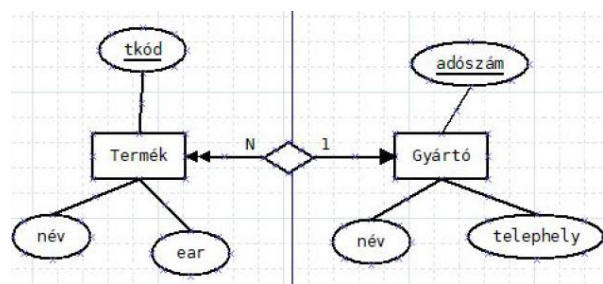 tkód
adószám
Termék
N
1
Gyártó
név
ear
név
telephely